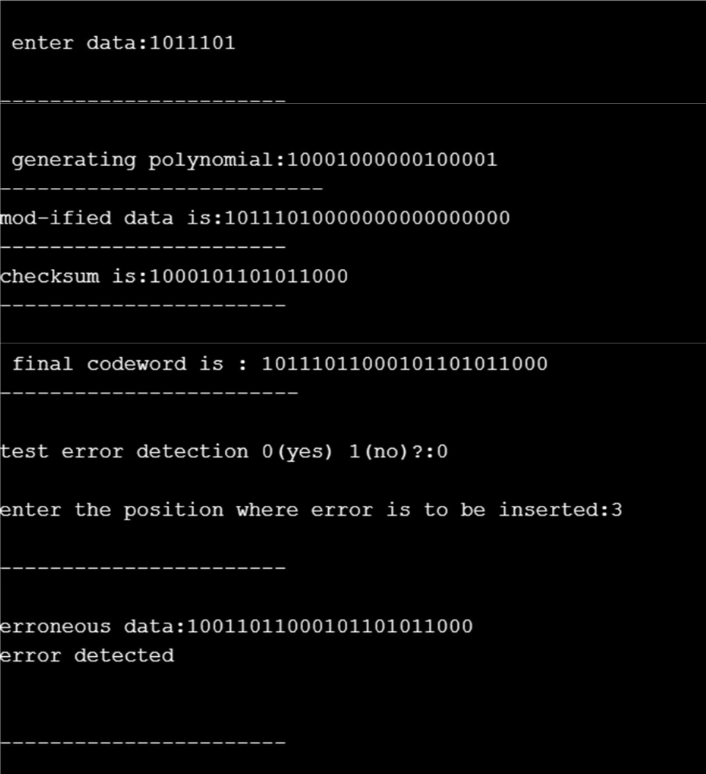 enter data:1011101
-----------------------
generating polynomial:10001000000100001
--------------------------
mod-ified data is:10111010000000000000000
-----------------------
checksum is:1000101101011000
-----------------------
final codeword is : 10111011000101101011000
------------------------
test error detection 0(yes) 1(no)?:0
enter the position where error is to be inserted:3
-----------------------
erroneous data:10011011000101101011000
error detected
-----------------------